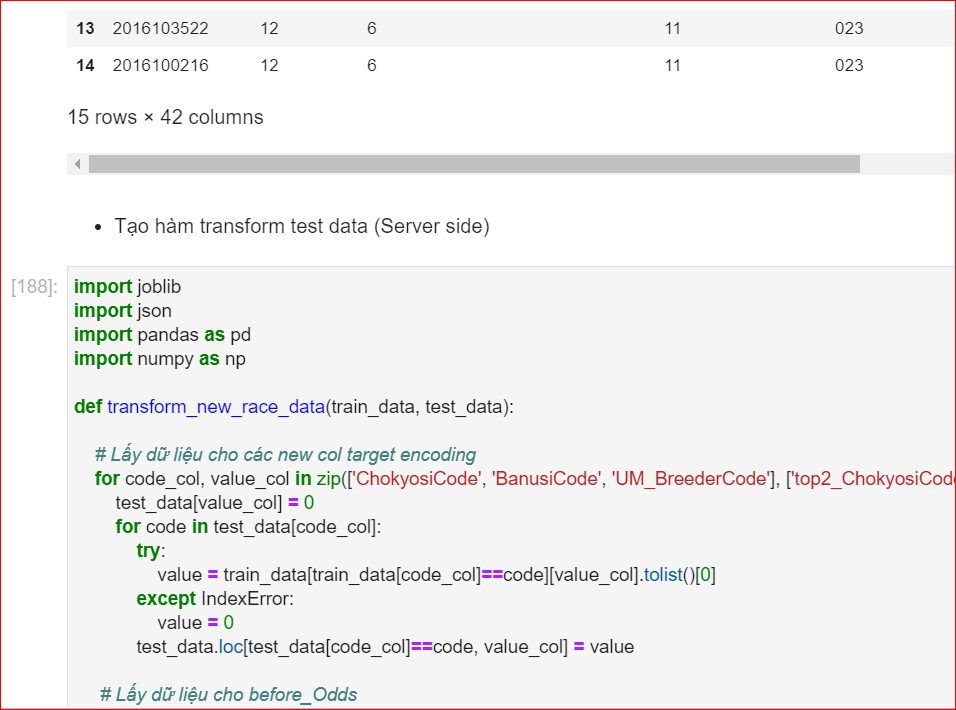 13 2016103522 12 6 11 023
14 2016100216 12 6 11 023
15 rows × 42 columns
• Tạo hàm transform test data (Server side)
[188]: import joblib
import json
import pandas as pd
import numpy as np
def transform_new_race_data(train_data, test_data):
# Lấy dữ liệu cho các new col target encoding
for code_col, value_col in zip(['ChokyosiCode', 'BanusiCode', 'UM_BreederCode'], ['top2_ChokyosiCode
test_data[value_col] = 0
for code in test_data[code_col]:
try:
value = train_data[train_data[code_col]==code][value_col].tolist()[0]
except IndexError:
value = 0
test_data.loc[test_data[code_col]==code, value_col] = value
# Lấy dữ liệu cho before_Odds